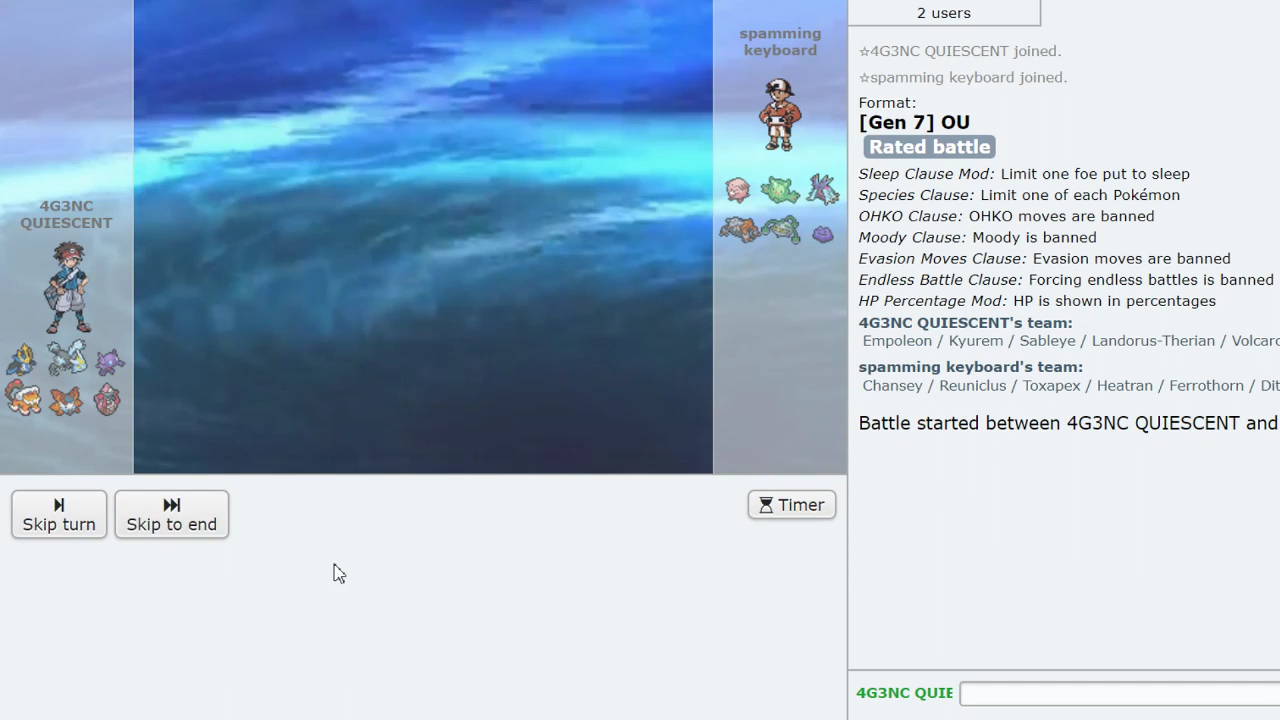 2 users
spamming
keyboard
☆4G3NC QUIESCENT joined.
☆spamming keyboard joined.
Format:
[Gen 7] OU
Rated battle
Sleep Clause Mod: Limit one foe put to sleep
Species Clause: Limit one of each Pokémon
OHKO Clause: OHKO moves are banned
Moody Clause: Moody is banned
Evasion Moves Clause: Evasion moves are banned
Endless Battle Clause: Forcing endless battles is banned
HP Percentage Mod: HP is shown in percentages
4G3NC QUIESCENT's team:
Empoleon / Kyurem / Sableye / Landorus-Therian / Volcaro
spamming keyboard's team:
Chansey / Reuniclus / Toxapex / Heatran / Ferrothorn / Dit
Battle started between 4G3NC QUIESCENT and
4G3NC
QUIESCENT
Skip turn
Skip to end
Timer
4G3NC QUIE